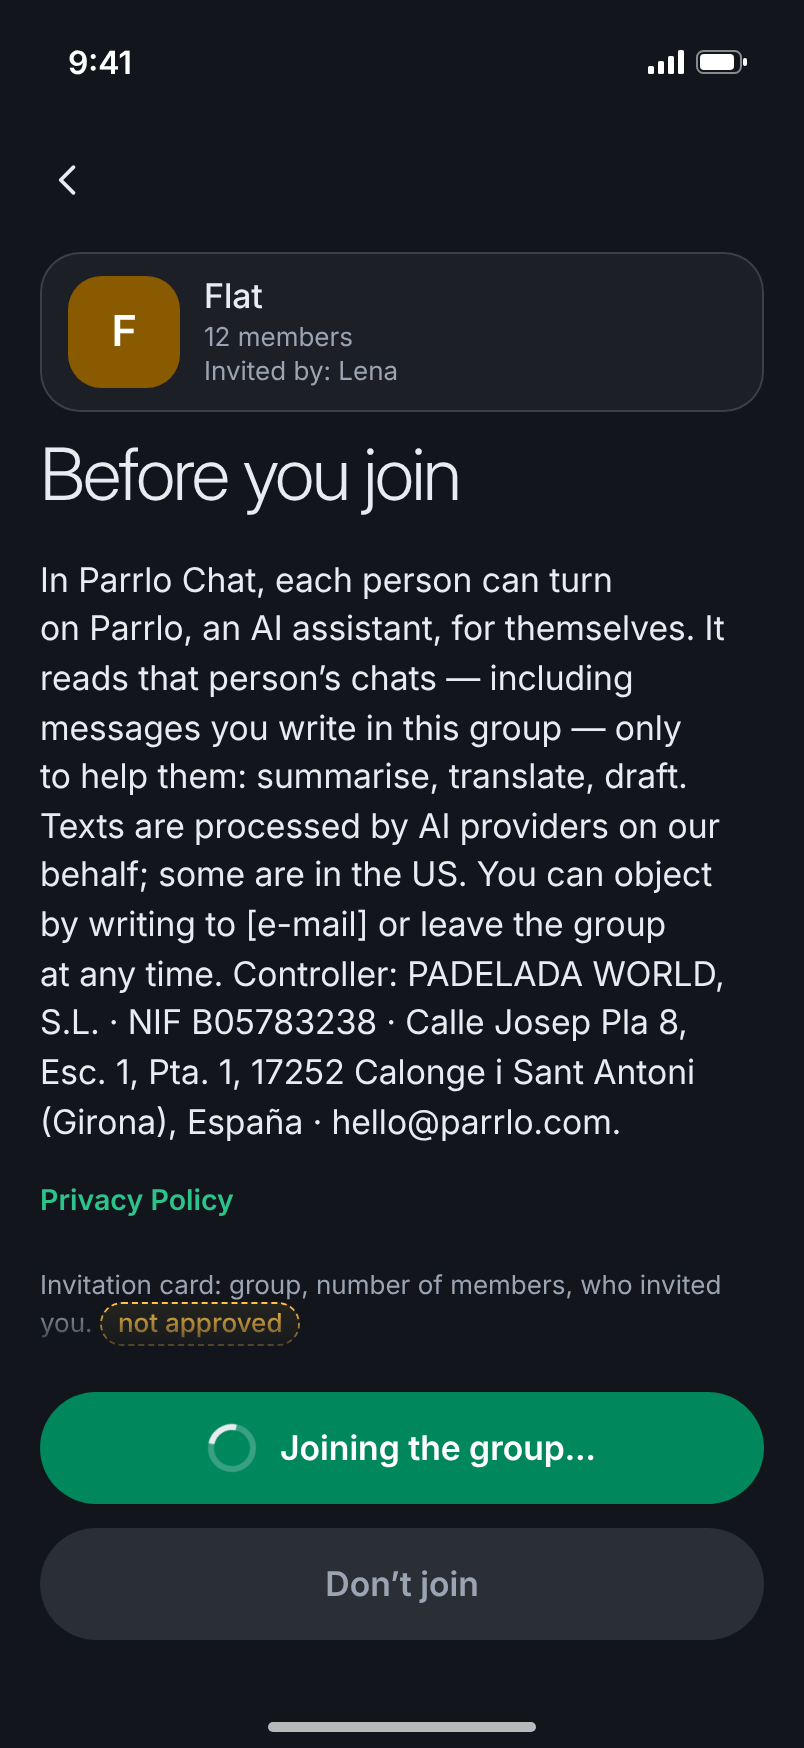 9:41
F
Flat
12 members
Invited by: Lena
Before you join
In Parrlo Chat, each person can turn
on Parrlo, an AI assistant, for themselves. It
reads that person’s chats — including
messages you write in this group — only
to help them: summarise, translate, draft.
Texts are processed by AI providers on our
behalf; some are in the US. You can object
by writing to [e-mail] or leave the group
at any time. Controller: PADELADA WORLD,
S.L. · NIF B05783238 · Calle Josep Pla 8,
Esc. 1, Pta. 1, 17252 Calonge i Sant Antoni
(Girona), España · hello@parrlo.com.
Privacy Policy
Invitation card: group, number of members, who invited
you. not approved
Joining the group…
Don’t join